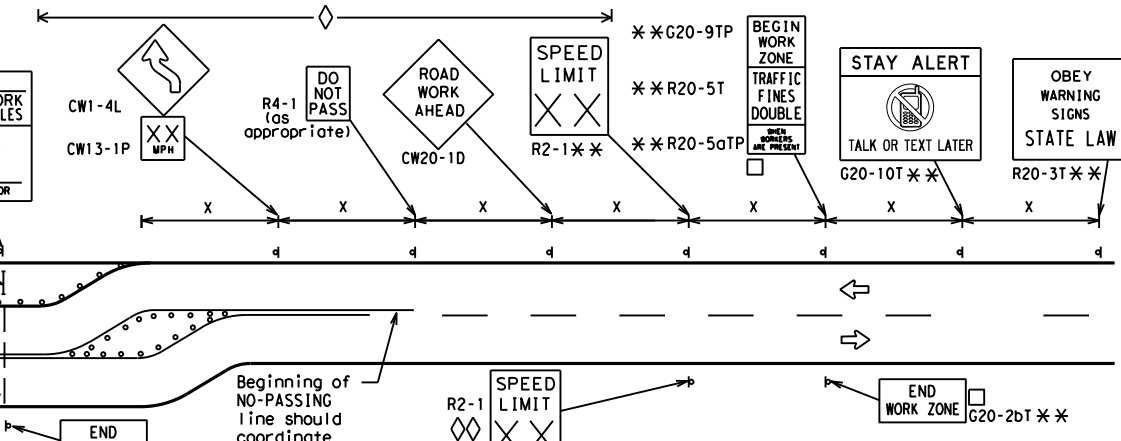 ORK
LES
OR
CW1-4L
CW13-1P
X X
MPH
R4-1
(as
appropriate)
DO
NOT
PASS
ROAD
WORK
AHEAD
CW20-1D
SPEED
LIMIT
X X
R2-1**
**G20-9TP
**R20-5T
**R20-5aTP
BEGIN
WORK
ZONE
TRAFFIC
FINES
DOUBLE
WHEN
WORKERS
ARE PRESENT
STAY ALERT
TALK OR TEXT LATER
G20-10T **
OBEY
WARNING
SIGNS
STATE LAW
R20-3T **
X X X X X X X
Beginning of
NO-PASSING
line should
coordinate
R2-1
SPEED
LIMIT
X X
END
WORK ZONE
G20-2bT **
END